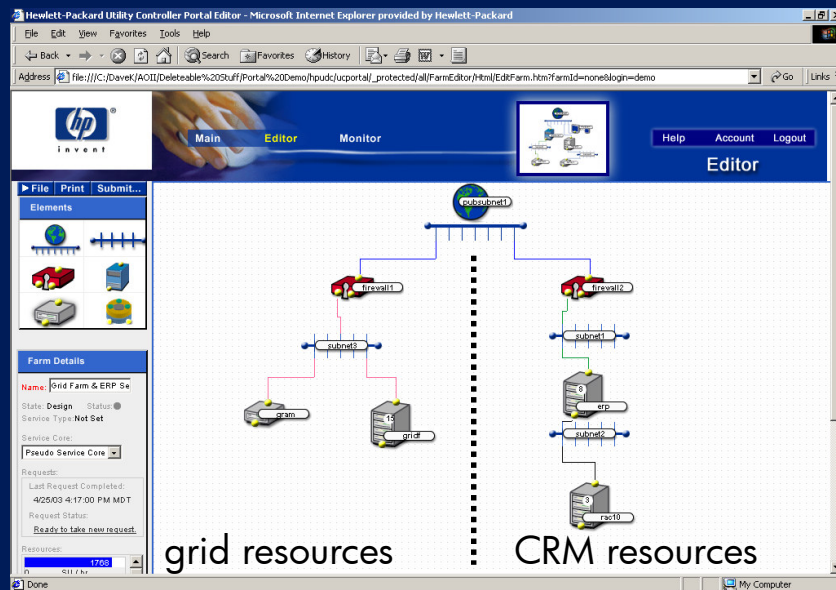 Hewlett-Packard Utility Controller Portal Editor - Microsoft Internet Explorer provided by Hewlett-Packard
File Edit View Favorites Tools Help
Back Search Favorites History
Address file:///C:/DaveK/AOII/Deleteable%20Stuff/Portal%20Demo/hpudc/ucportal/_protected/all/FarmEditor/Html/EditFarm.htm?farmId=none&login=demo Go Links
hp
invent
Main Editor Monitor
Help Account Logout
Editor
File Print Submit...
Elements
pubsubnet1
firewall1
firewall2
subnet3
subnet1
gram
gridf
8
erp
subnet2
3
rac10
Farm Details
Name: Grid Farm & ERP Se
State: Design Status:
Service Type: Not Set
Service Core:
Pseudo Service Core
Requests:
Last Request Completed:
4/25/03 4:17:00 PM MDT
Request Status:
Ready to take new request.
Resources:
1768
0 SU / hr
grid resources
CRM resources
Done
My Computer